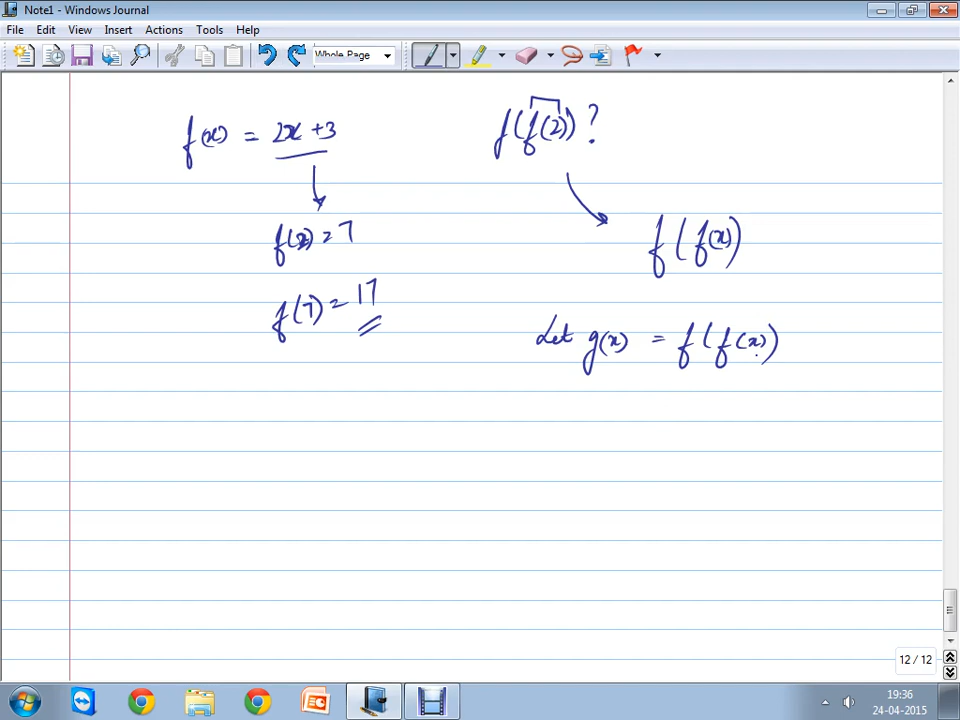 Note1 - Windows Journal
File Edit View Insert Actions Tools Help
Whole Page
f(x) = 2x + 3
f(f(2))?
f(2) = 7
f(f(x))
f(7) = 17
Let g(x) = f(f(x))
12 / 12
19:36
24-04-2015